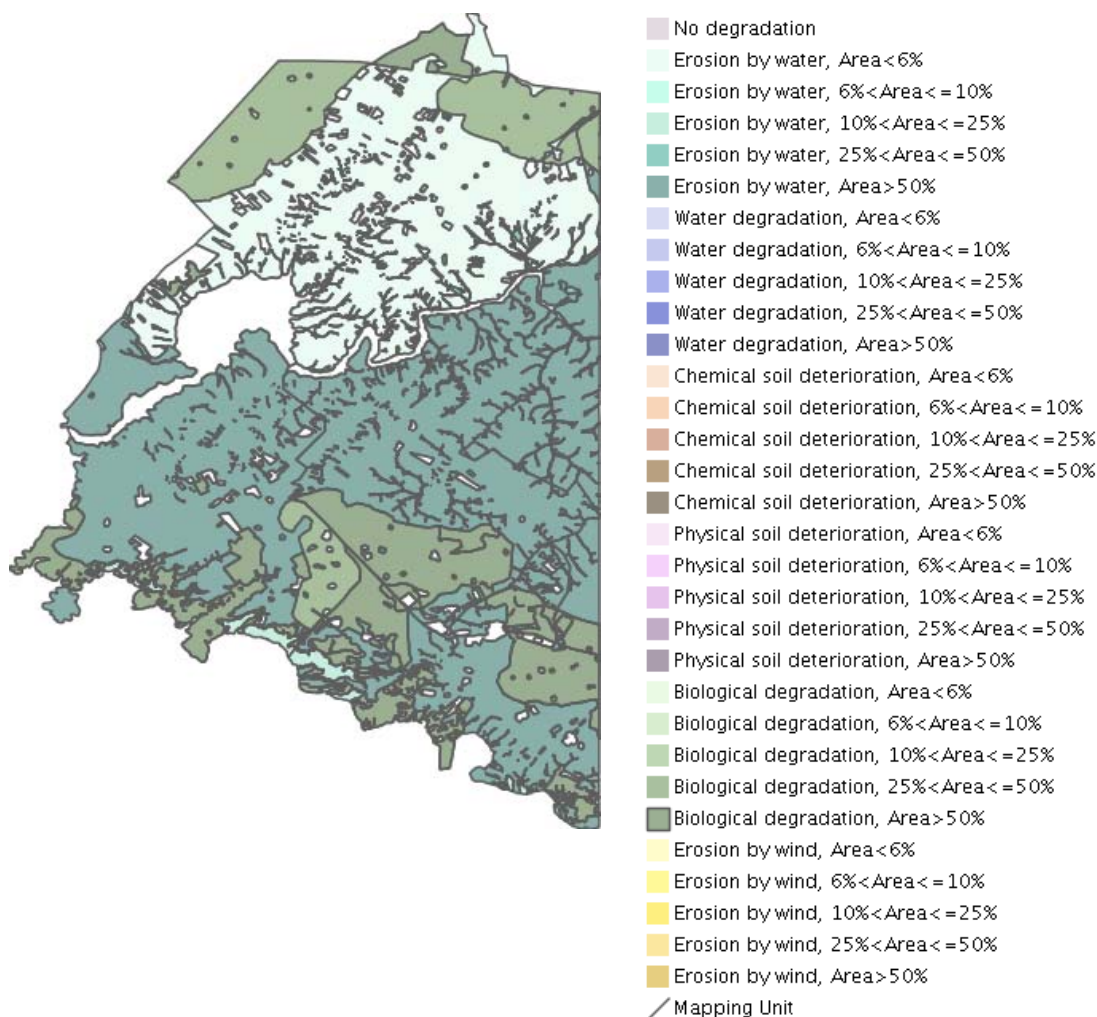 No degradation
Erosion by water, Area<6%
Erosion by water, 6%<Area<=10%
Erosion by water, 10%<Area<=25%
Erosion by water, 25%<Area<=50%
Erosion by water, Area>50%
Water degradation, Area<6%
Water degradation, 6%<Area<=10%
Water degradation, 10%<Area<=25%
Water degradation, 25%<Area<=50%
Water degradation, Area>50%
Chemical soil deterioration, Area<6%
Chemical soil deterioration, 6%<Area<=10%
Chemical soil deterioration, 10%<Area<=25%
Chemical soil deterioration, 25%<Area<=50%
Chemical soil deterioration, Area>50%
Physical soil deterioration, Area<6%
Physical soil deterioration, 6%<Area<=10%
Physical soil deterioration, 10%<Area<=25%
Physical soil deterioration, 25%<Area<=50%
Physical soil deterioration, Area>50%
Biological degradation, Area<6%
Biological degradation, 6%<Area<=10%
Biological degradation, 10%<Area<=25%
Biological degradation, 25%<Area<=50%
Biological degradation, Area>50%
Erosion by wind, Area<6%
Erosion by wind, 6%<Area<=10%
Erosion by wind, 10%<Area<=25%
Erosion by wind, 25%<Area<=50%
Erosion by wind, Area>50%
Mapping Unit